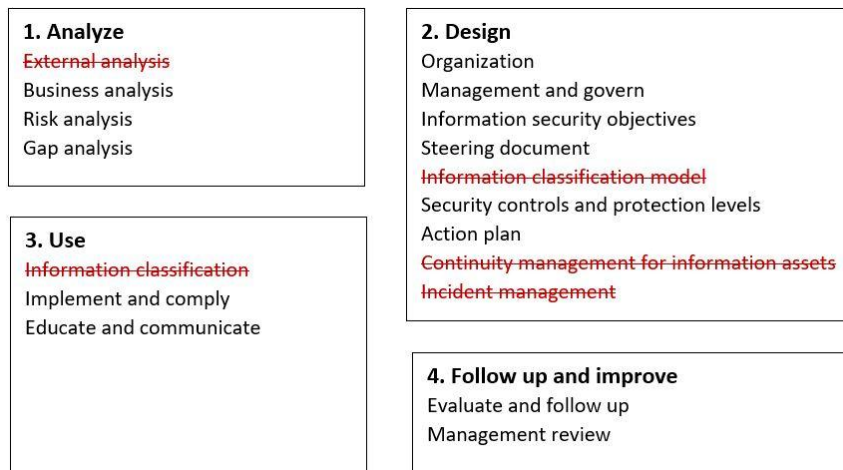 1. Analyze
External analysis
Business analysis
Risk analysis
Gap analysis
2. Design
Organization
Management and govern
Information security objectives
Steering document
Information classification model
Security controls and protection levels
Action plan
Continuity management for information assets
Incident management
3. Use
Information classification
Implement and comply
Educate and communicate
4. Follow up and improve
Evaluate and follow up
Management review